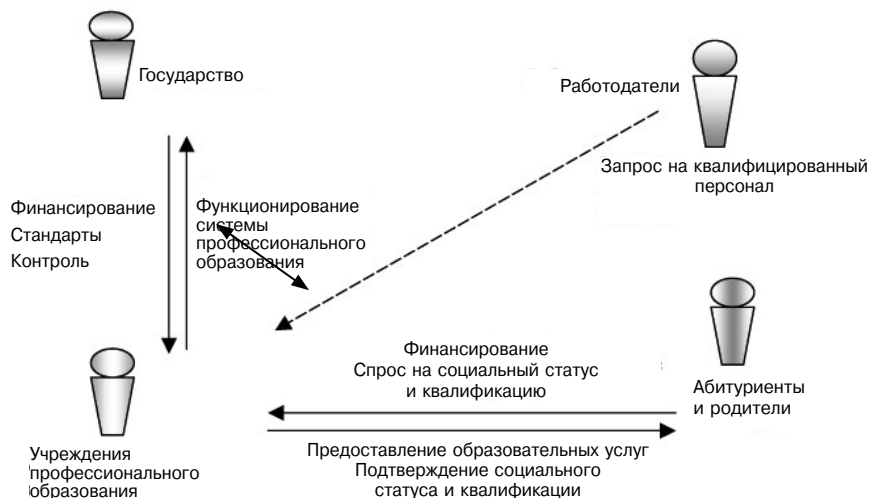 Государство
Работодатели
Запрос на квалифицированный
персонал
Финансирование
Стандарты
Контроль
Функционирование
системы
профессионального
образования
Финансирование
Спрос на социальный статус
и квалификацию
Абитуриенты
и родители
Предоставление образовательных услуг
Подтверждение социального
статуса и квалификации
Учреждения
профессионального
образования